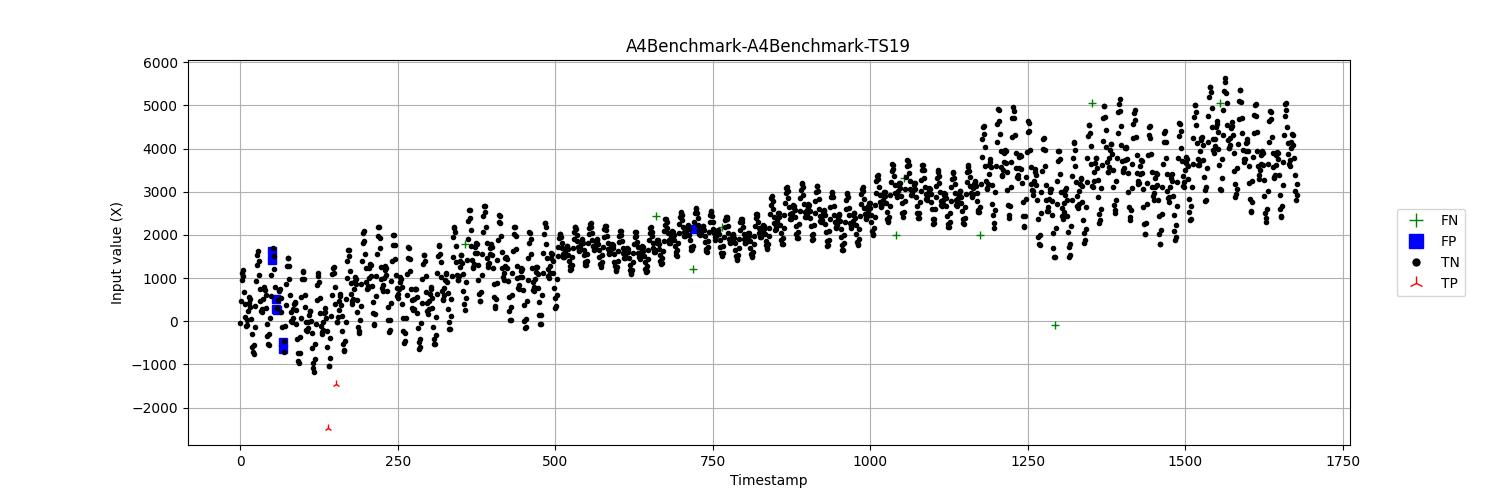 A4Benchmark-A4Benchmark-TS19
6000
5000
4000
3000
2000
1000
0
−1000
−2000
Input value (X)
0 250 500 750 1000 1250 1500 1750
Timestamp
FN
FP
TN
TP